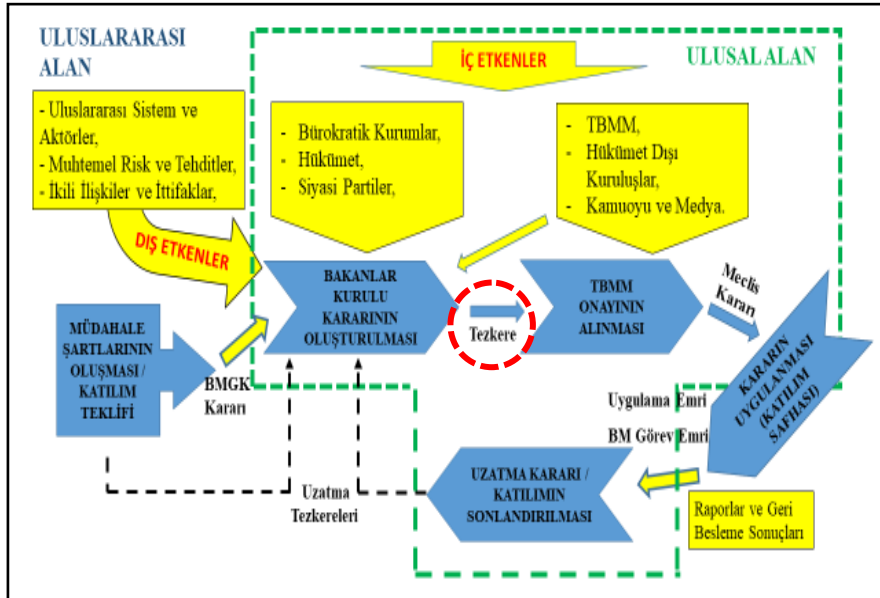 ULUSLARARASI
ALAN
İÇ ETKENLER
ULUSAL ALAN
- Uluslararası Sistem ve
Aktörler,
- Muhtemel Risk ve Tehditler,
- İkili İlişkiler ve İttifaklar,
- Bürokratik Kurumlar,
- Hükümet,
- Siyasi Partiler,
- TBMM,
- Hükümet Dışı
Kuruluşlar,
- Kamuoyu ve Medya.
DIŞ ETKENLER
BAKANLAR
KURULU
KARARININ
OLUŞTURULMASI
Tezkere
TBMM
ONAYININ
ALINMASI
Meclis
Kararı
MÜDAHALE
ŞARTLARININ
OLUŞMASI /
KATILIM
TEKLİFİ
BMGK
Kararı
KARARIN
UYGULANMASI
(KATILIM
SAFHASI)
Uygulama Emri
BM Görev Emri
UZATMA KARARI /
KATILIMIN
SONLANDIRILMASI
Uzatma
Tezkereleri
Raporlar ve Geri
Besleme Sonuçları